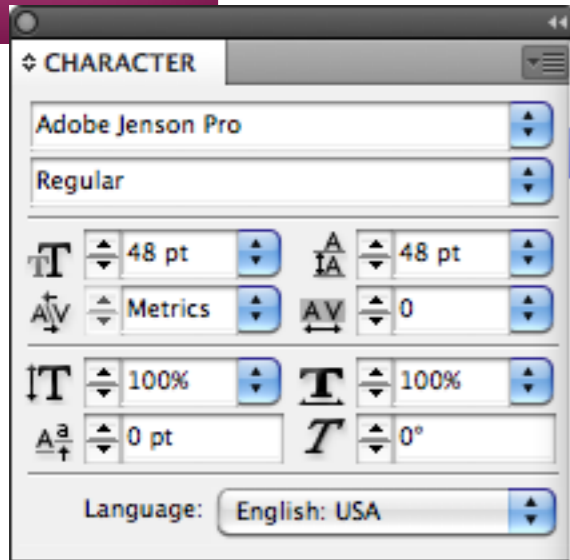 CHARACTER
Adobe Jenson Pro
Regular
48 pt 48 pt
Metrics 0
100% 100%
0 pt 0°
Language: English: USA